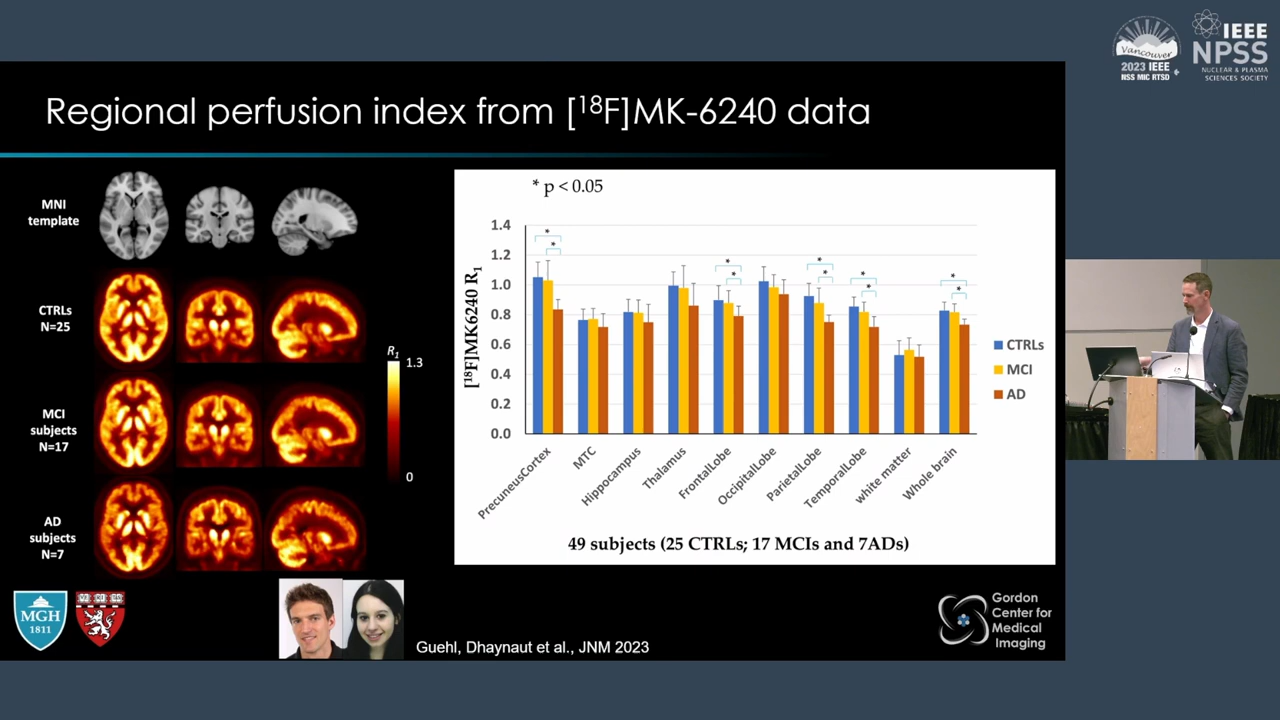 Vancouver
2023 IEEE
NSS MIC RTSD
IEEE
NPSS
NUCLEAR & PLASMA
SCIENCES SOCIETY
Regional perfusion index from [18F]MK-6240 data
MNI
template
CTRLs
N=25
MCI
subjects
N=17
AD
subjects
N=7
R1
1.3
0
* p < 0.05
[18F]MK6240 R1
1.4
1.2
1.0
0.8
0.6
0.4
0.2
0.0
* * * * * * * * * *
PrecuneusCortex
MTC
Hippocampus
Thalamus
FrontalLobe
OccipitalLobe
ParietalLobe
TemporalLobe
white matter
Whole brain
CTRLs
MCI
AD
49 subjects (25 CTRLs; 17 MCIs and 7ADs)
MGH
1811
Guehl, Dhaynaut et al., JNM 2023
Gordon
Center for
Medical
Imaging